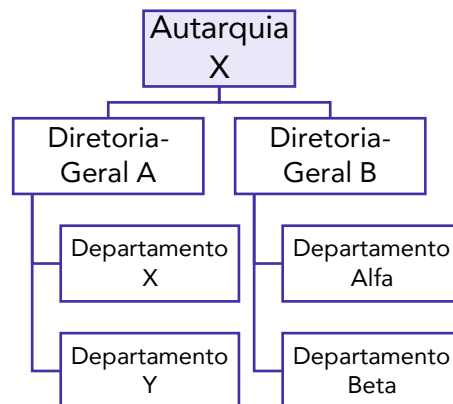 Autarquia
X
Diretoria-
Geral A
Diretoria-
Geral B
Departamento
X
Departamento
Alfa
Departamento
Y
Departamento
Beta